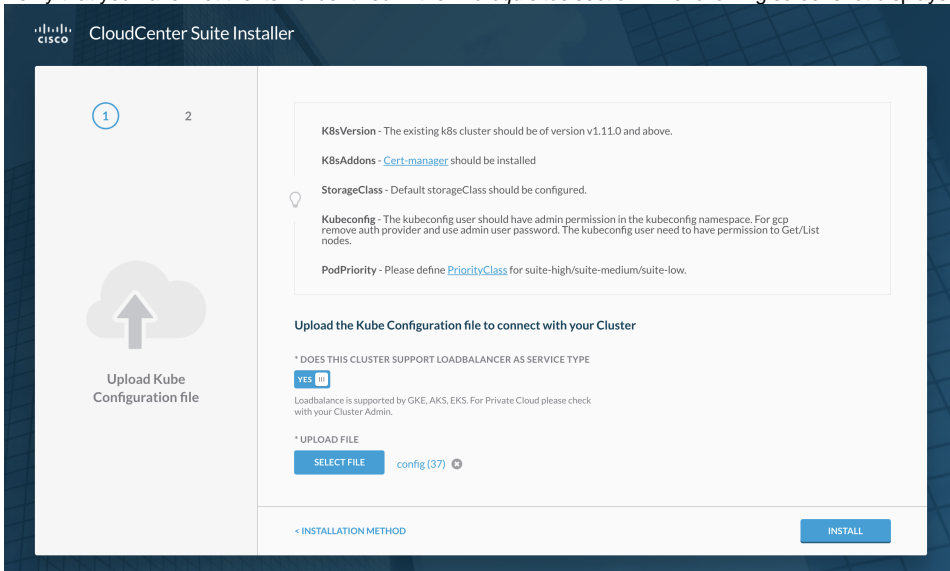 cisco
CloudCenter Suite Installer
1
2
K8sVersion - The existing k8s cluster should be of version v1.11.0 and above.
K8sAddons - Cert-manager should be installed
StorageClass - Default storageClass should be configured.
Kubeconfig - The kubeconfig user should have admin permission in the kubeconfig namespace. For gcp
remove auth provider and use admin user password. The kubeconfig user need to have permission to Get/List
nodes.
PodPriority - Please define PriorityClass for suite-high/suite-medium/suite-low.
Upload Kube
Configuration file
Upload the Kube Configuration file to connect with your Cluster
* DOES THIS CLUSTER SUPPORT LOADBALANCER AS SERVICE TYPE
YES
Loadbalance is supported by GKE, AKS, EKS. For Private Cloud please check
with your Cluster Admin.
* UPLOAD FILE
SELECT FILE
config (37)
< INSTALLATION METHOD
INSTALL